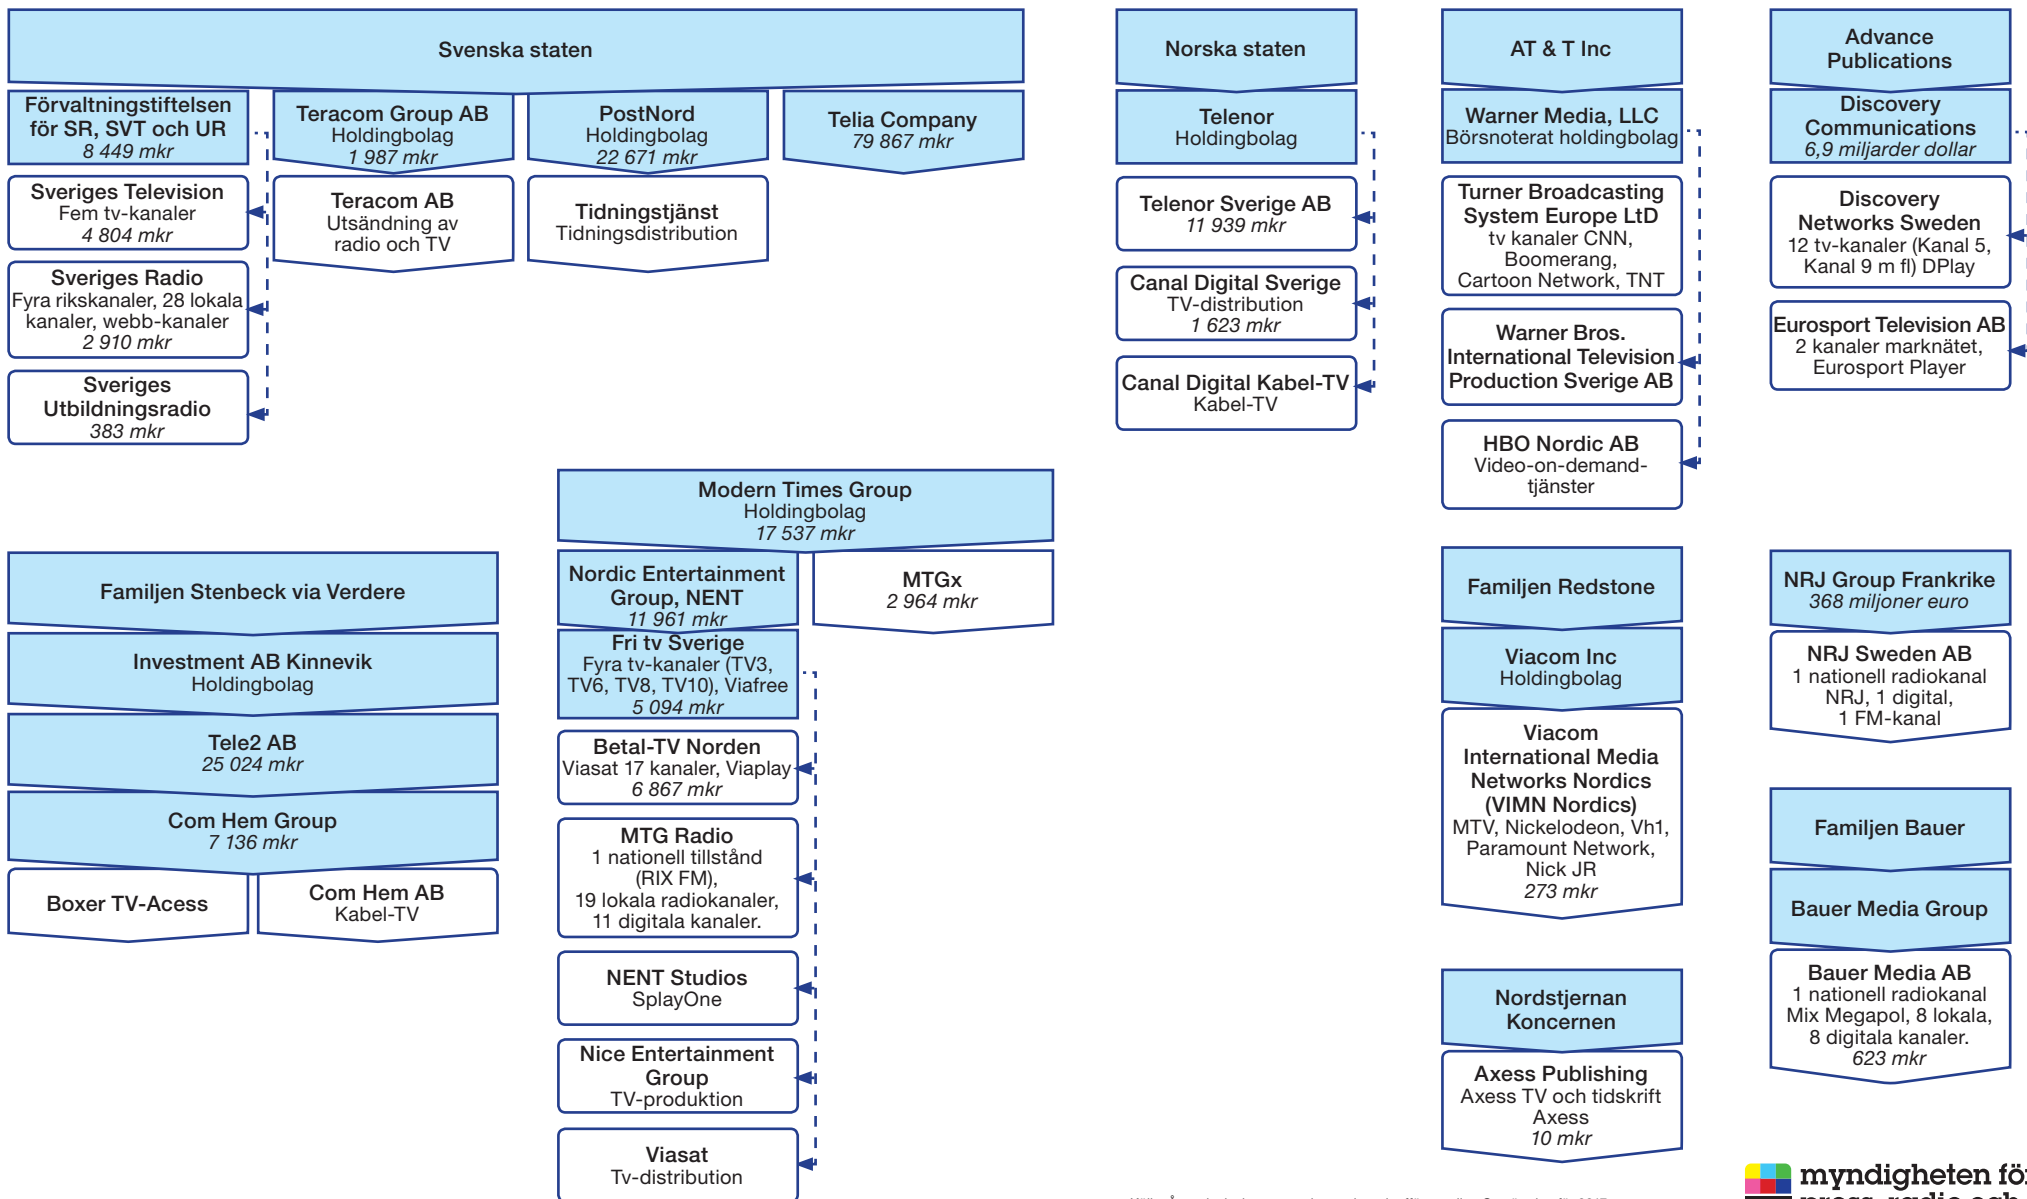 Svenska staten
Förvaltningstiftelsen
för SR, SVT och UR
8 449 mkr
Sveriges Television
Fem tv-kanaler
4 804 mkr
Sveriges Radio
Fyra rikskanaler, 28 lokala
kanaler, webb-kanaler
2 910 mkr
Sveriges
Utbildningsradio
383 mkr
Teracom Group AB
Holdingbolag
1 987 mkr
Teracom AB
Utsändning av
radio och TV
PostNord
Holdingbolag
22 671 mkr
Tidningstjänst
Tidningsdistribution
Telia Company
79 867 mkr
Norska staten
Telenor
Holdingbolag
Telenor Sverige AB
11 939 mkr
Canal Digital Sverige
TV-distribution
1 623 mkr
Canal Digital Kabel-TV
Kabel-TV
AT & T Inc
Warner Media, LLC
Börsnoterat holdingbolag
Turner Broadcasting
System Europe LtD
tv kanaler CNN,
Boomerang,
Cartoon Network, TNT
Warner Bros.
International Television
Production Sverige AB
HBO Nordic AB
Video-on-demand-
tjänster
Advance
Publications
Discovery
Communications
6,9 miljarder dollar
Discovery
Networks Sweden
12 tv-kanaler (Kanal 5,
Kanal 9 m fl) DPlay
Eurosport Television AB
2 kanaler marknätet,
Eurosport Player
Familjen Stenbeck via Verdere
Investment AB Kinnevik
Holdingbolag
Tele2 AB
25 024 mkr
Com Hem Group
7 136 mkr
Boxer TV-Acess
Com Hem AB
Kabel-TV
Modern Times Group
Holdingbolag
17 537 mkr
Nordic Entertainment
Group, NENT
11 961 mkr
MTGx
2 964 mkr
Fri tv Sverige
Fyra tv-kanaler (TV3,
TV6, TV8, TV10), Viafree
5 094 mkr
Betal-TV Norden
Viasat 17 kanaler, Viaplay
6 867 mkr
MTG Radio
1 nationell tillstånd
(RIX FM),
19 lokala radiokanaler,
11 digitala kanaler.
NENT Studios
SplayOne
Nice Entertainment
Group
TV-produktion
Viasat
Tv-distribution
Familjen Redstone
Viacom Inc
Holdingbolag
Viacom
International Media
Networks Nordics
(VIMN Nordics)
MTV, Nickelodeon, Vh1,
Paramount Network,
Nick JR
273 mkr
Nordstjernan
Koncernen
Axess Publishing
Axess TV och tidskrift
Axess
10 mkr
NRJ Group Frankrike
368 miljoner euro
NRJ Sweden AB
1 nationell radiokanal
NRJ, 1 digital,
1 FM-kanal
Familjen Bauer
Bauer Media Group
Bauer Media AB
1 nationell radiokanal
Mix Megapol, 8 lokala,
8 digitala kanaler.
623 mkr
myndigheten för
press, radio och